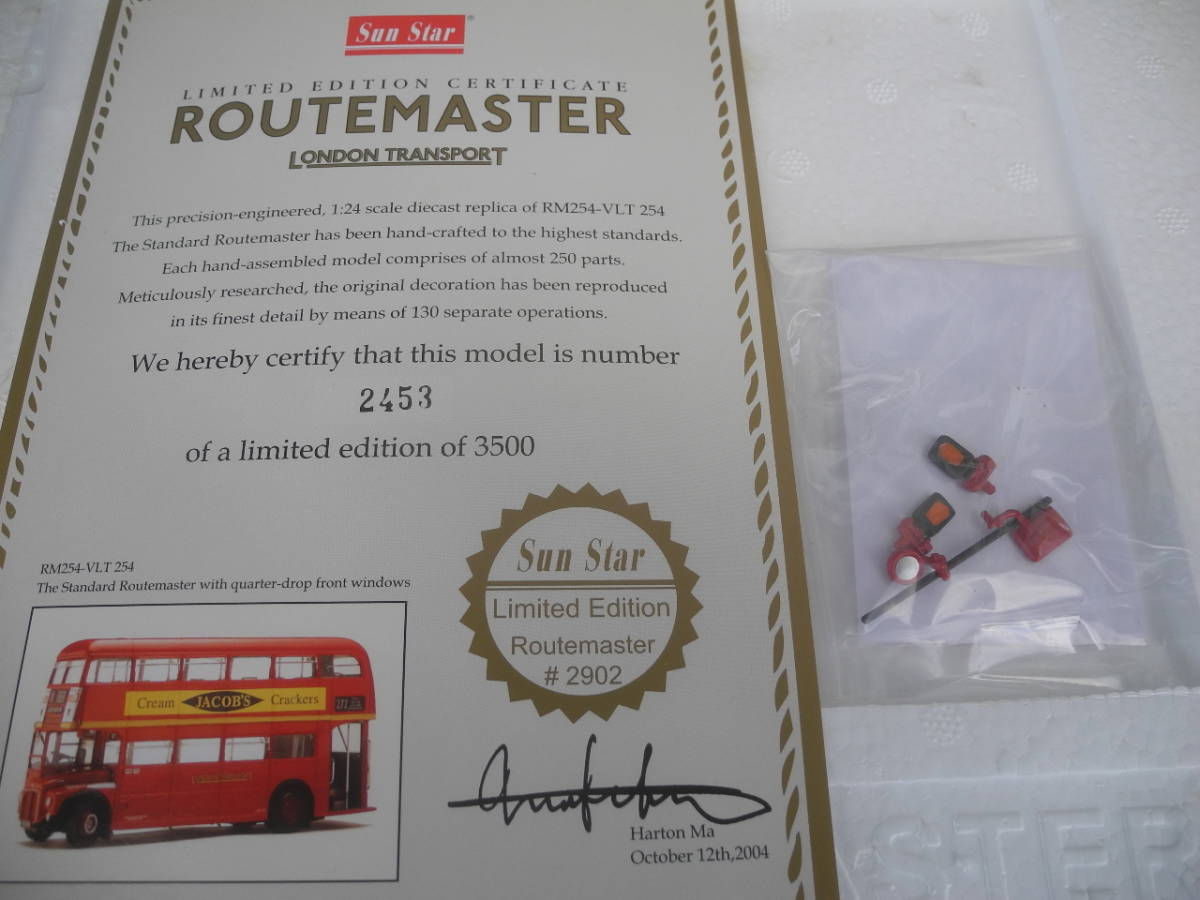 Sun Star
LIMITED EDITION CERTIFICATE
ROUTEMASTER
LONDON TRANSPORT
This precision-engineered, 1:24 scale diecast replica of RM254-VLT 254
The Standard Routemaster has been hand-crafted to the highest standards.
Each hand-assembled model comprises of almost 250 parts.
Meticulously researched, the original decoration has been reproduced
in its finest detail by means of 130 separate operations.
We hereby certify that this model is number
2453
of a limited edition of 3500
RM254-VLT 254
The Standard Routemaster with quarter-drop front windows
Cream JACOB'S Crackers
272
Sun Star
Limited Edition
Routemaster
# 2902
Harton Ma
October 12th,2004
STER